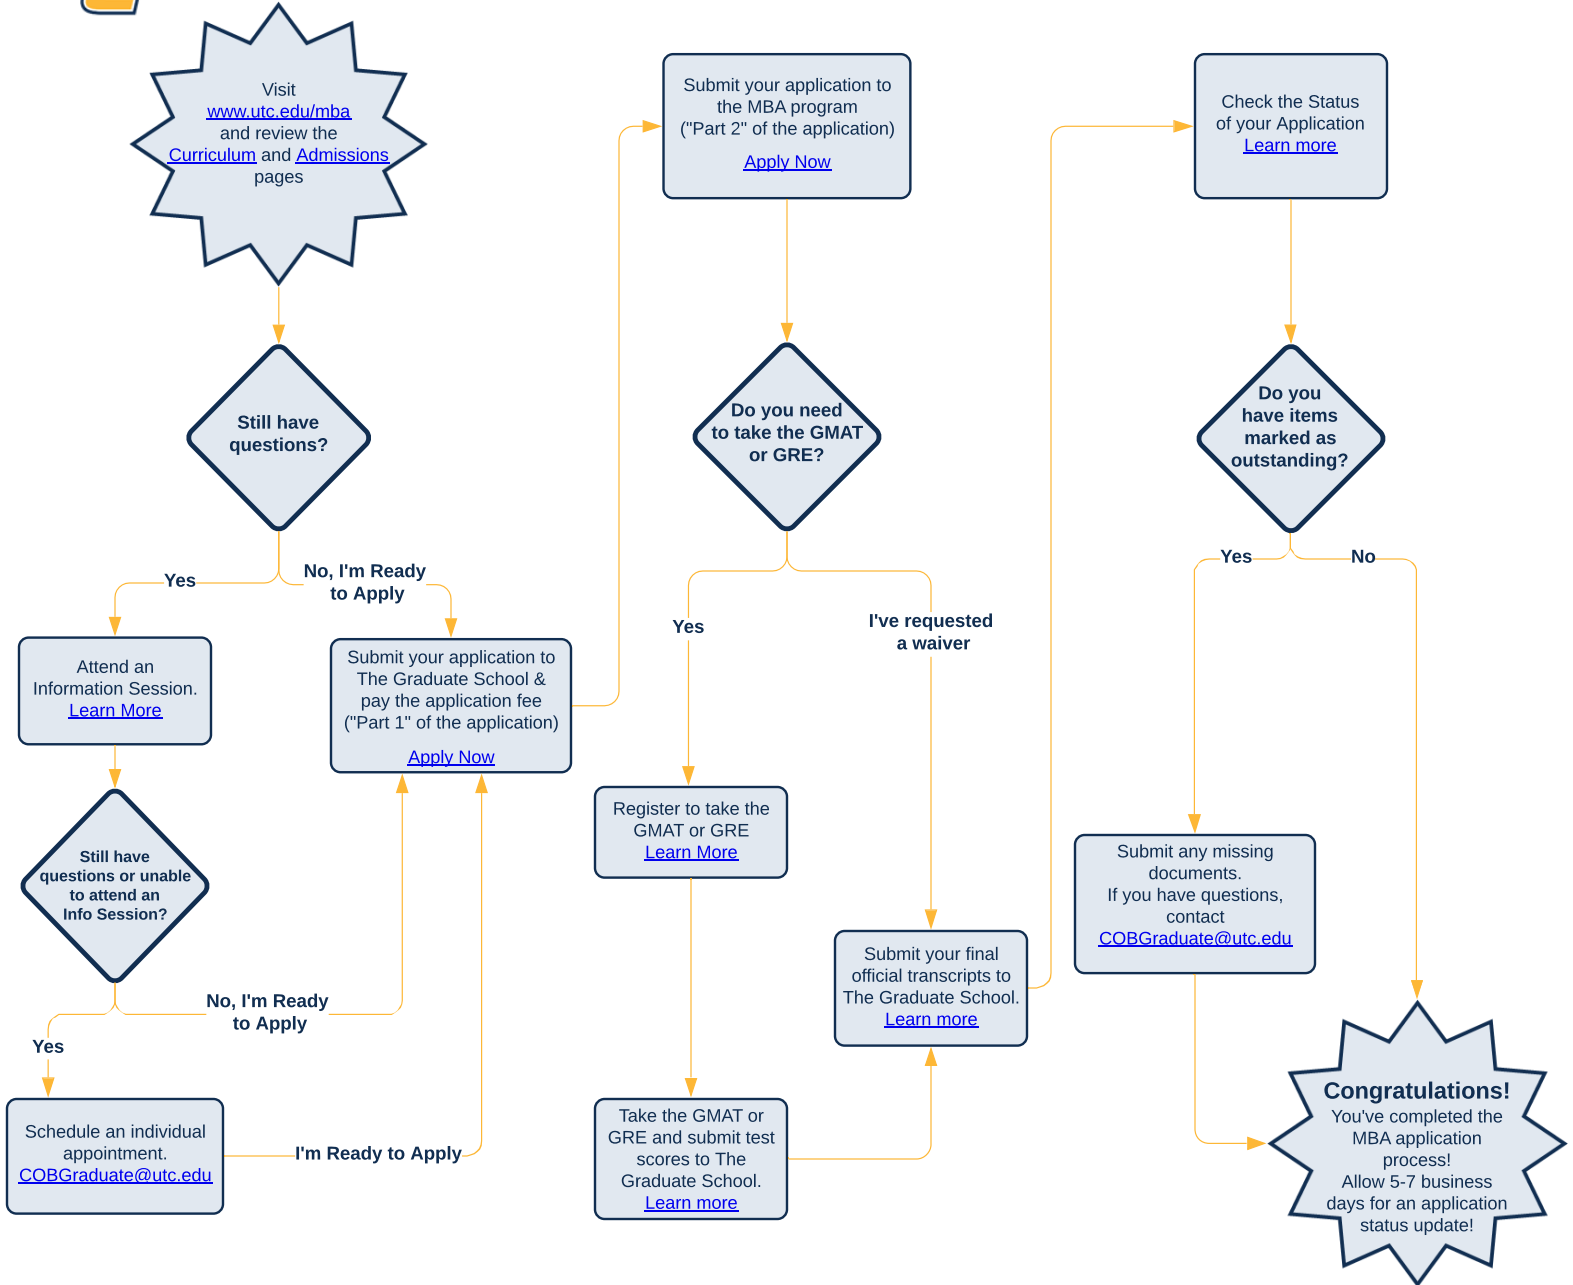 Visit
www.utc.edu/mba
and review the
Curriculum and Admissions
pages
Still have
questions?
Yes
No, I'm Ready
to Apply
Attend an
Information Session.
Learn More
Submit your application to
The Graduate School &
pay the application fee
("Part 1" of the application)
Apply Now
Still have
questions or unable
to attend an
Info Session?
No, I'm Ready
to Apply
Yes
Schedule an individual
appointment.
COBGraduate@utc.edu
I'm Ready to Apply
Submit your application to
the MBA program
("Part 2" of the application)
Apply Now
Do you need
to take the GMAT
or GRE?
Yes
I've requested
a waiver
Register to take the
GMAT or GRE
Learn More
Take the GMAT or
GRE and submit test
scores to The
Graduate School.
Learn more
Submit your final
official transcripts to
The Graduate School.
Learn more
Check the Status
of your Application
Learn more
Do you
have items
marked as
outstanding?
Yes
No
Submit any missing
documents.
If you have questions,
contact
COBGraduate@utc.edu
Congratulations!
You've completed the
MBA application
process!
Allow 5-7 business
days for an application
status update!